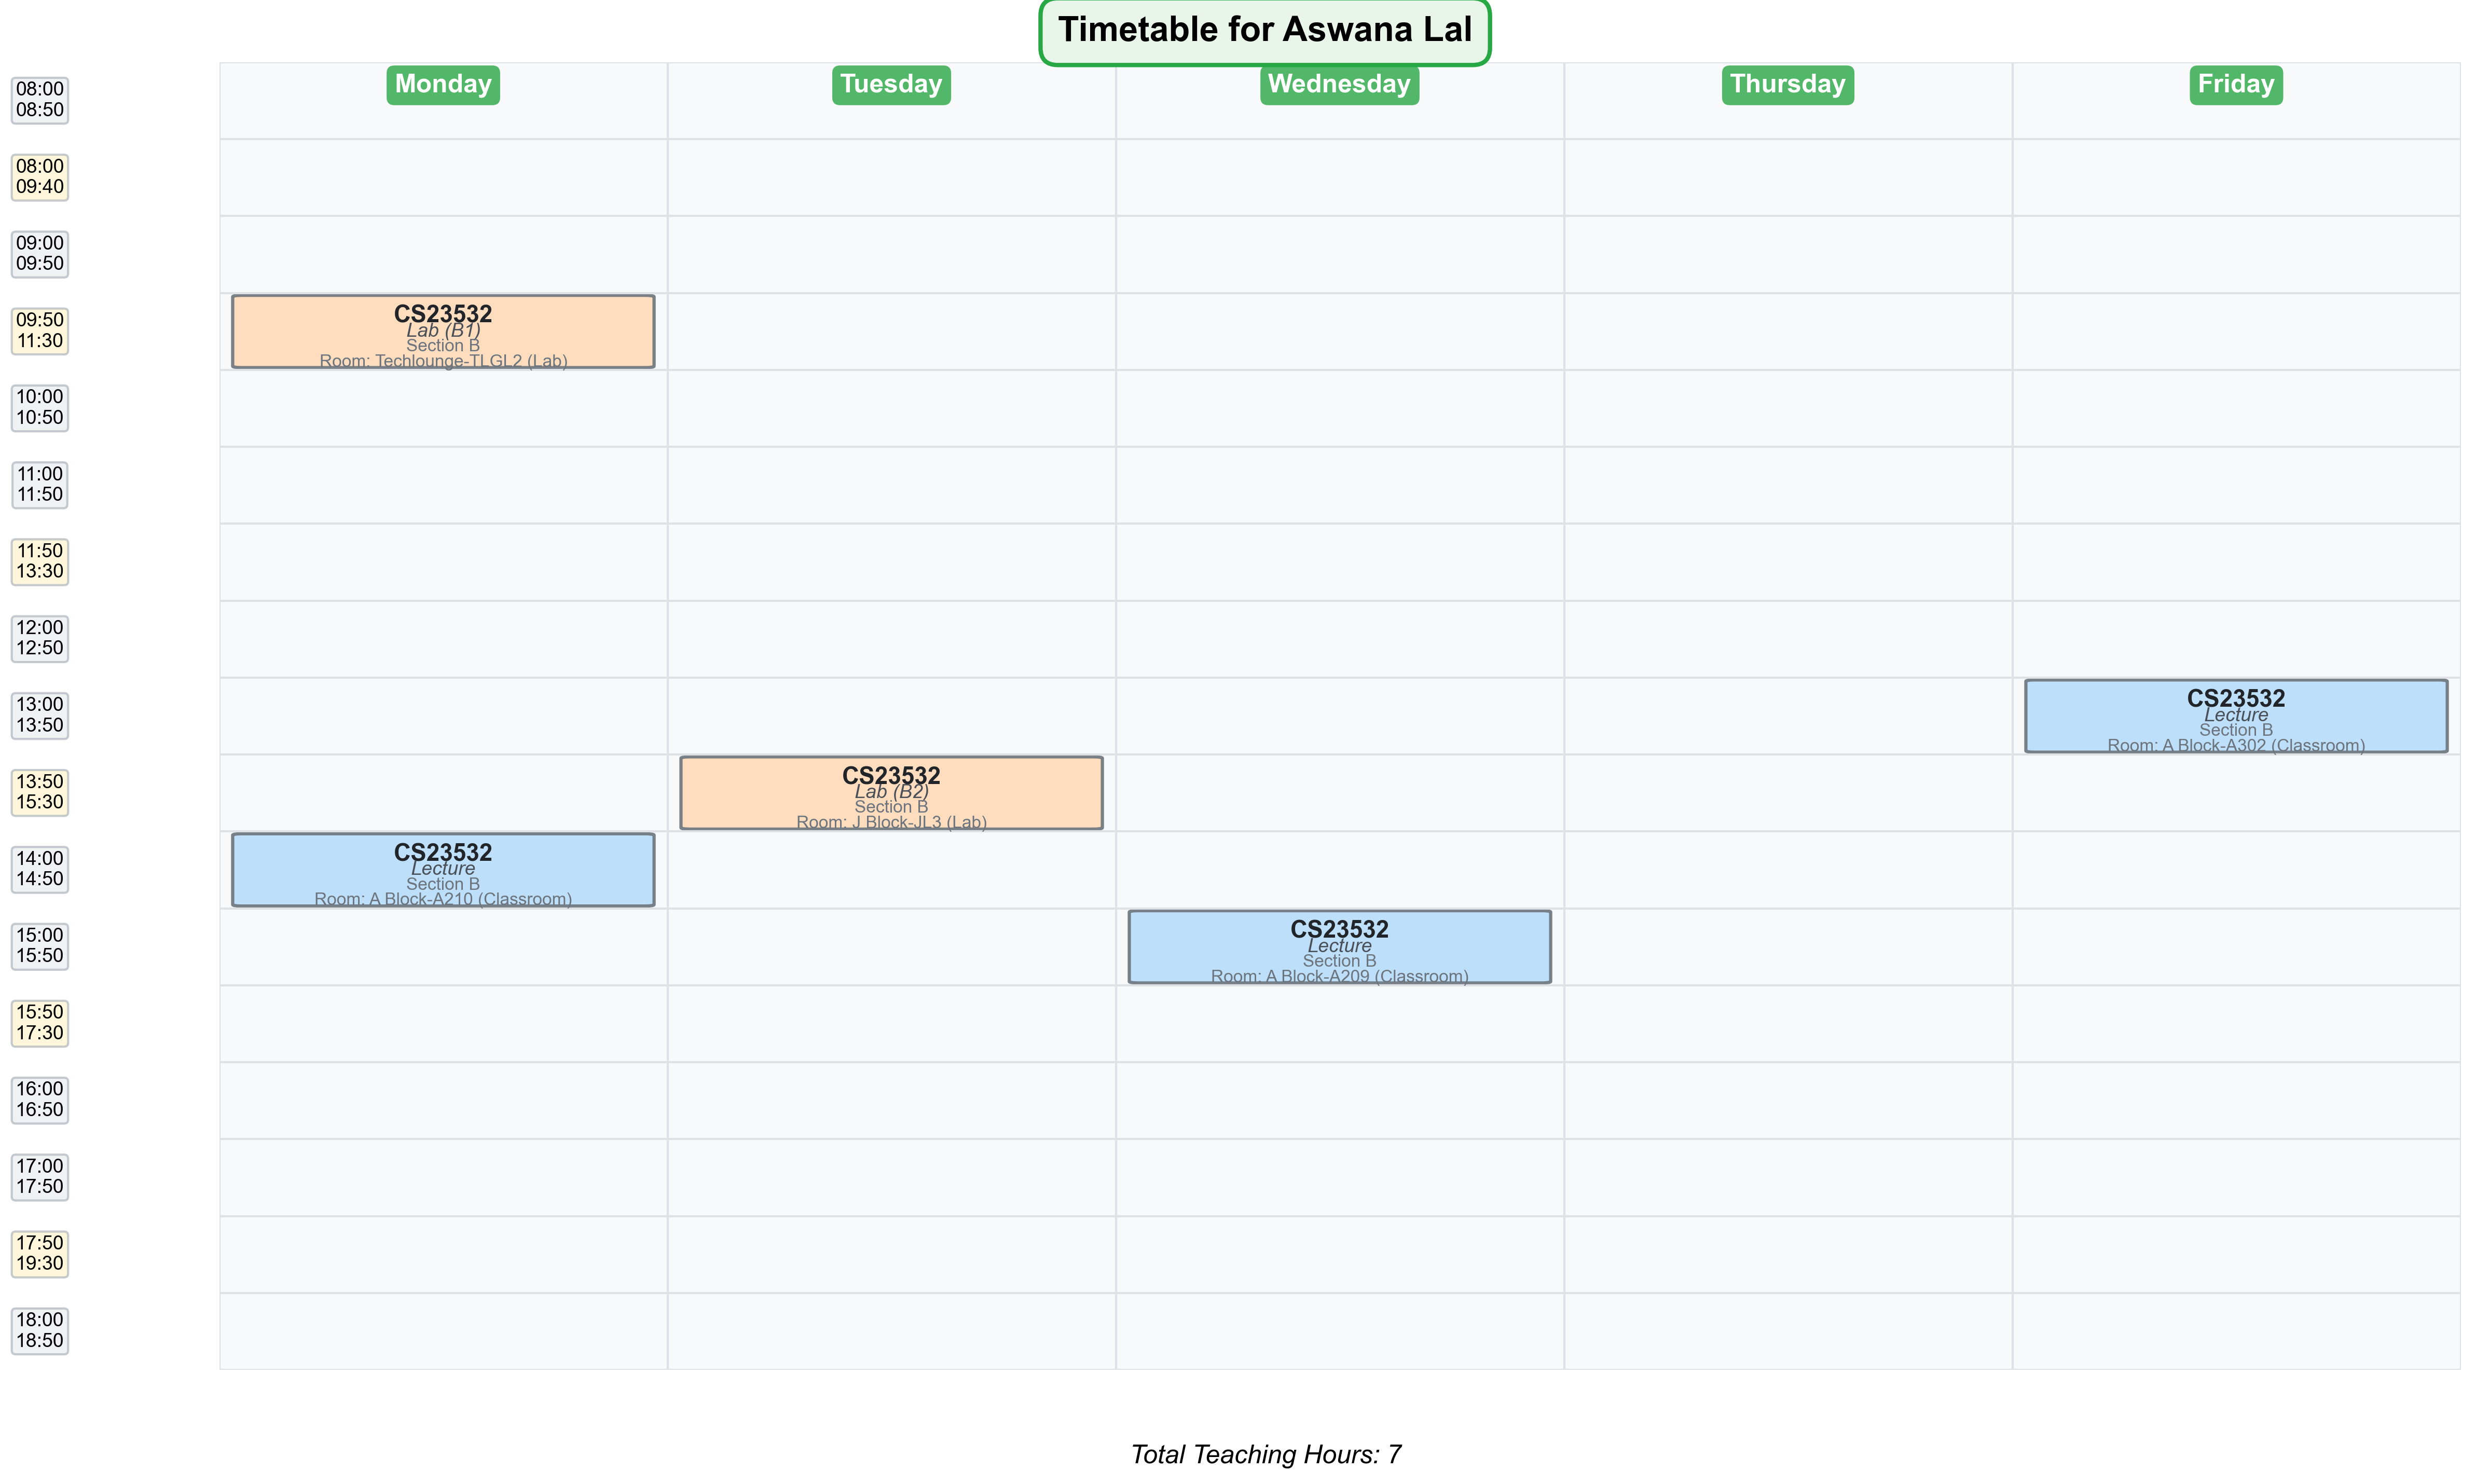 Timetable for Aswana Lal
Monday
Tuesday
Wednesday
Thursday
Friday
08:00
08:50
08:00
09:40
09:00
09:50
09:50
11:30
CS23532
Lab (B1)
Section B
Room: Techlounge-TLGL2 (Lab)
10:00
10:50
11:00
11:50
11:50
13:30
12:00
12:50
13:00
13:50
CS23532
Lecture
Section B
Room: A Block-A302 (Classroom)
13:50
15:30
CS23532
Lab (B2)
Section B
Room: J Block-JL3 (Lab)
14:00
14:50
CS23532
Lecture
Section B
Room: A Block-A210 (Classroom)
15:00
15:50
CS23532
Lecture
Section B
Room: A Block-A209 (Classroom)
15:50
17:30
16:00
16:50
17:00
17:50
17:50
19:30
18:00
18:50
Total Teaching Hours: 7